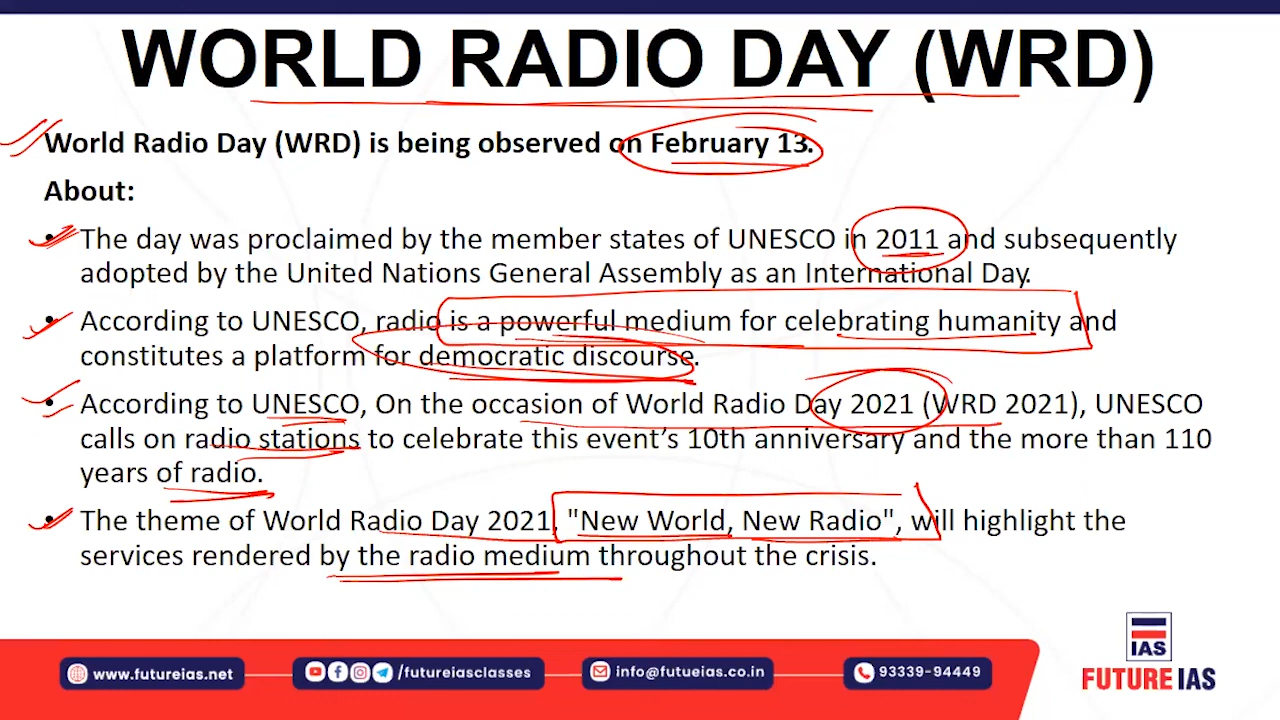 WORLD RADIO DAY (WRD)
World Radio Day (WRD) is being observed on February 13.
About:
• The day was proclaimed by the member states of UNESCO in 2011 and subsequently
adopted by the United Nations General Assembly as an International Day.
• According to UNESCO, radio is a powerful medium for celebrating humanity and
constitutes a platform for democratic discourse.
• According to UNESCO, On the occasion of World Radio Day 2021 (WRD 2021), UNESCO
calls on radio stations to celebrate this event's 10th anniversary and the more than 110
years of radio.
• The theme of World Radio Day 2021, "New World, New Radio", will highlight the
services rendered by the radio medium throughout the crisis.
IAS
www.futureias.net
/futureiasclasses
info@futueias.co.in
93339-94449
FUTURE IAS